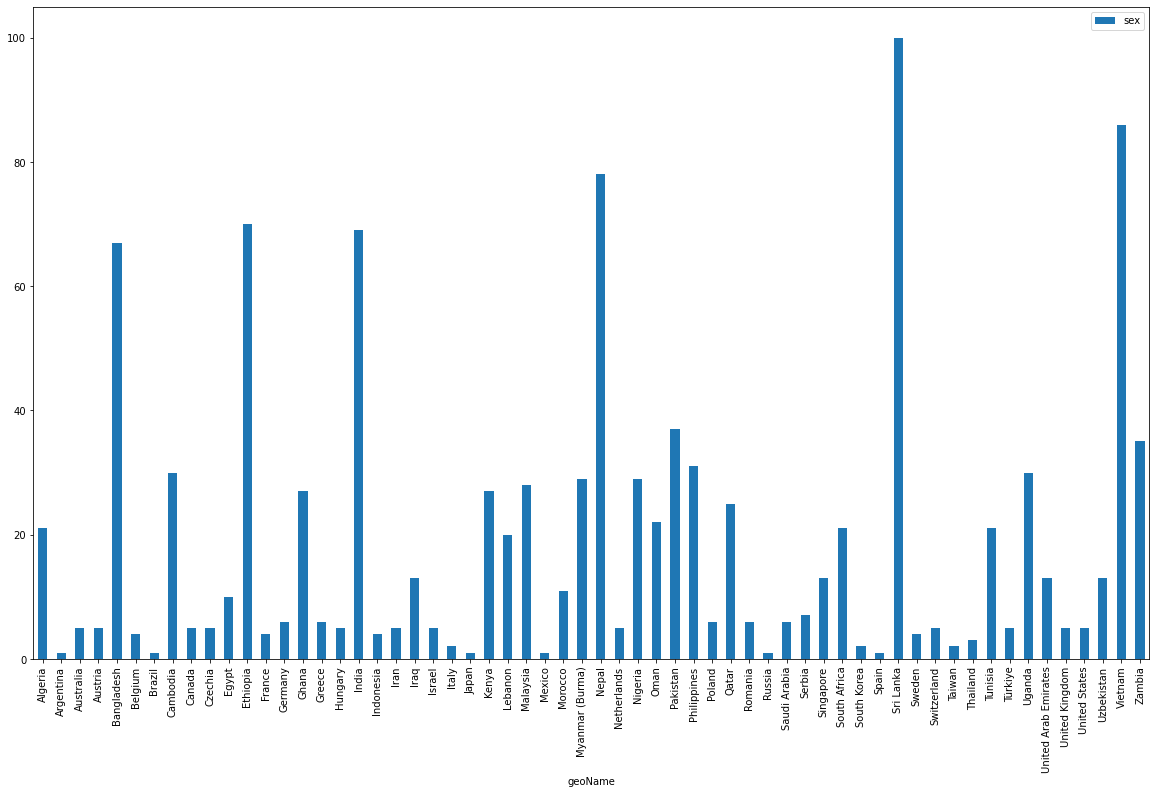 sex
100
80
60
40
20
0
Algeria
Argentina
Australia
Austria
Bangladesh
Belgium
Brazil
Cambodia
Canada
Czechia
Egypt
Ethiopia
France
Germany
Ghana
Greece
Hungary
India
Indonesia
Iran
Iraq
Israel
Italy
Japan
Kenya
Lebanon
Malaysia
Mexico
Morocco
Myanmar (Burma)
Nepal
Netherlands
Nigeria
Oman
Pakistan
Philippines
Poland
Qatar
Romania
Russia
Saudi Arabia
Serbia
Singapore
South Africa
South Korea
Spain
Sri Lanka
Sweden
Switzerland
Taiwan
Thailand
Tunisia
Türkiye
Uganda
United Arab Emirates
United Kingdom
United States
Uzbekistan
Vietnam
Zambia
geoName